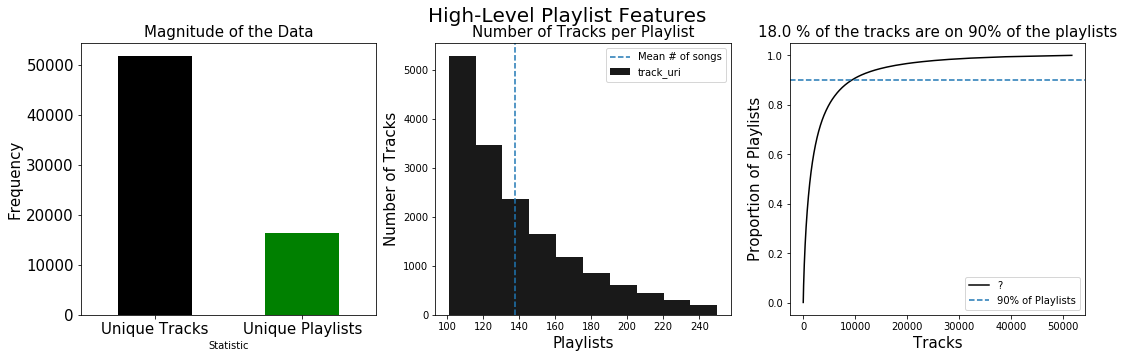 High-Level Playlist Features
Magnitude of the Data
50000
40000
30000
20000
10000
0
Frequency
Unique Tracks
Unique Playlists
Statistic
Number of Tracks per Playlist
Mean # of songs
track_uri
5000
4000
3000
2000
1000
0
Number of Tracks
100 120 140 160 180 200 220 240
Playlists
18.0 % of the tracks are on 90% of the playlists
1.0
0.8
0.6
0.4
0.2
0.0
Proportion of Playlists
?
90% of Playlists
0 10000 20000 30000 40000 50000
Tracks